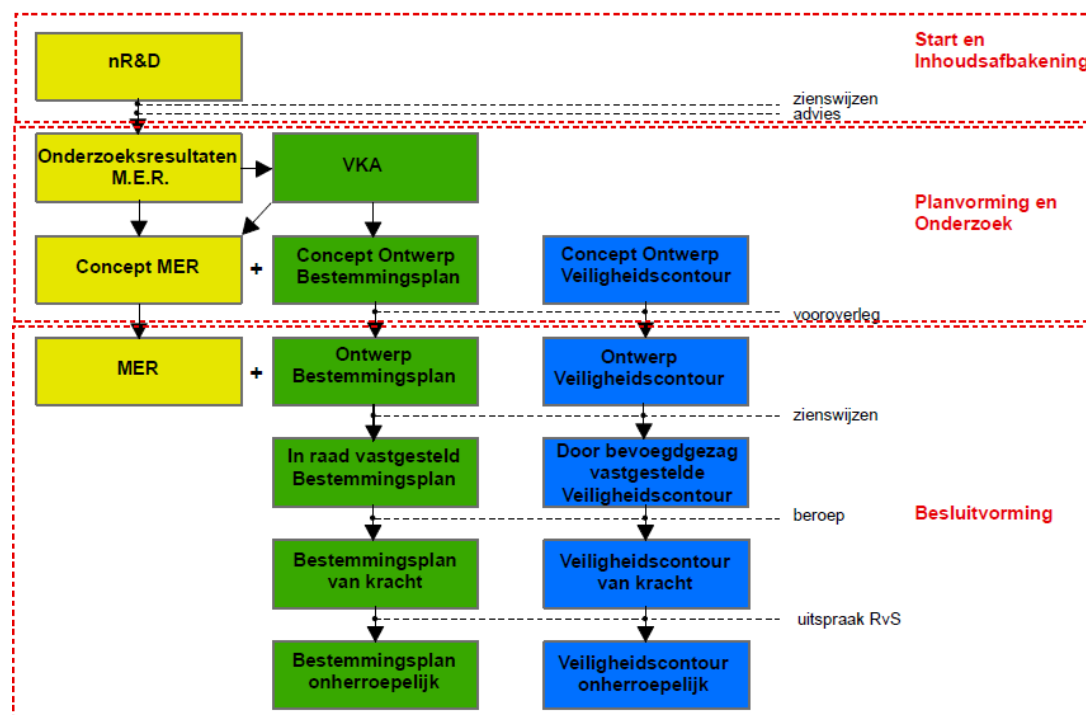 nR&D
Start en
Inhoudsafbakening
zienswijzen
advies
Onderzoeksresultaten
M.E.R.
VKA
Planvorming en
Onderzoek
Concept MER
+
Concept Ontwerp
Bestemmingsplan
Concept Ontwerp
Veiligheidscontour
vooroverleg
MER
+
Ontwerp
Bestemmingsplan
Ontwerp
Veiligheidscontour
zienswijzen
In raad vastgesteld
Bestemmingsplan
Door bevoegdgezag
vastgestelde
Veiligheidscontour
beroep
Besluitvorming
Bestemmingsplan
van kracht
Veiligheidscontour
van kracht
uitspraak RvS
Bestemmingsplan
onherroepelijk
Veiligheidscontour
onherroepelijk